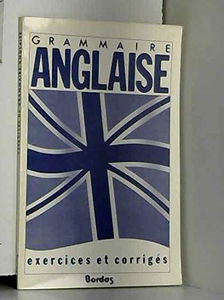 GRAMMAIRE
ANGLAISE
exercices et corrigés
Bordas